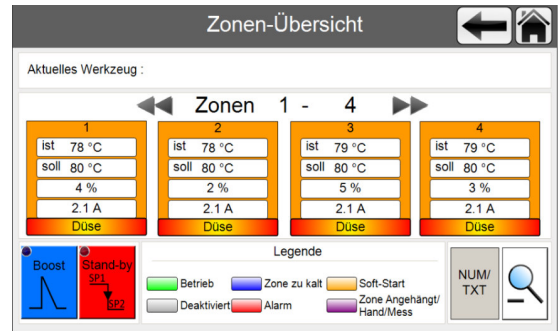 Zonen-Übersicht
Aktuelles Werkzeug :
Zonen 1 - 4
1 2 3 4
ist 78 °C ist 78 °C ist 79 °C ist 79 °C
soll 80 °C soll 80 °C soll 80 °C soll 80 °C
4 % 2 % 5 % 3 %
2.1 A 2.1 A 2.1 A 2.1 A
Düse Düse Düse Düse
Boost
Stand-by
SP1
SP2
Legende
Betrieb Zone zu kalt Soft-Start
Deaktiviert Alarm Zone Angehängt/
Hand/Mess
NUM/
TXT